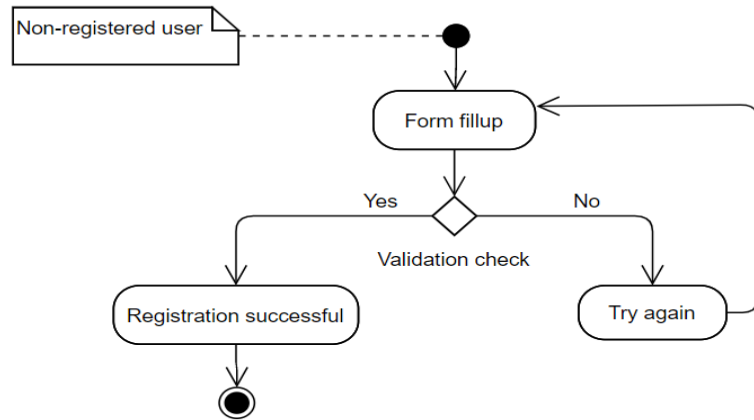 Non-registered user
Form fillup
Yes
No
Validation check
Registration successful
Try again